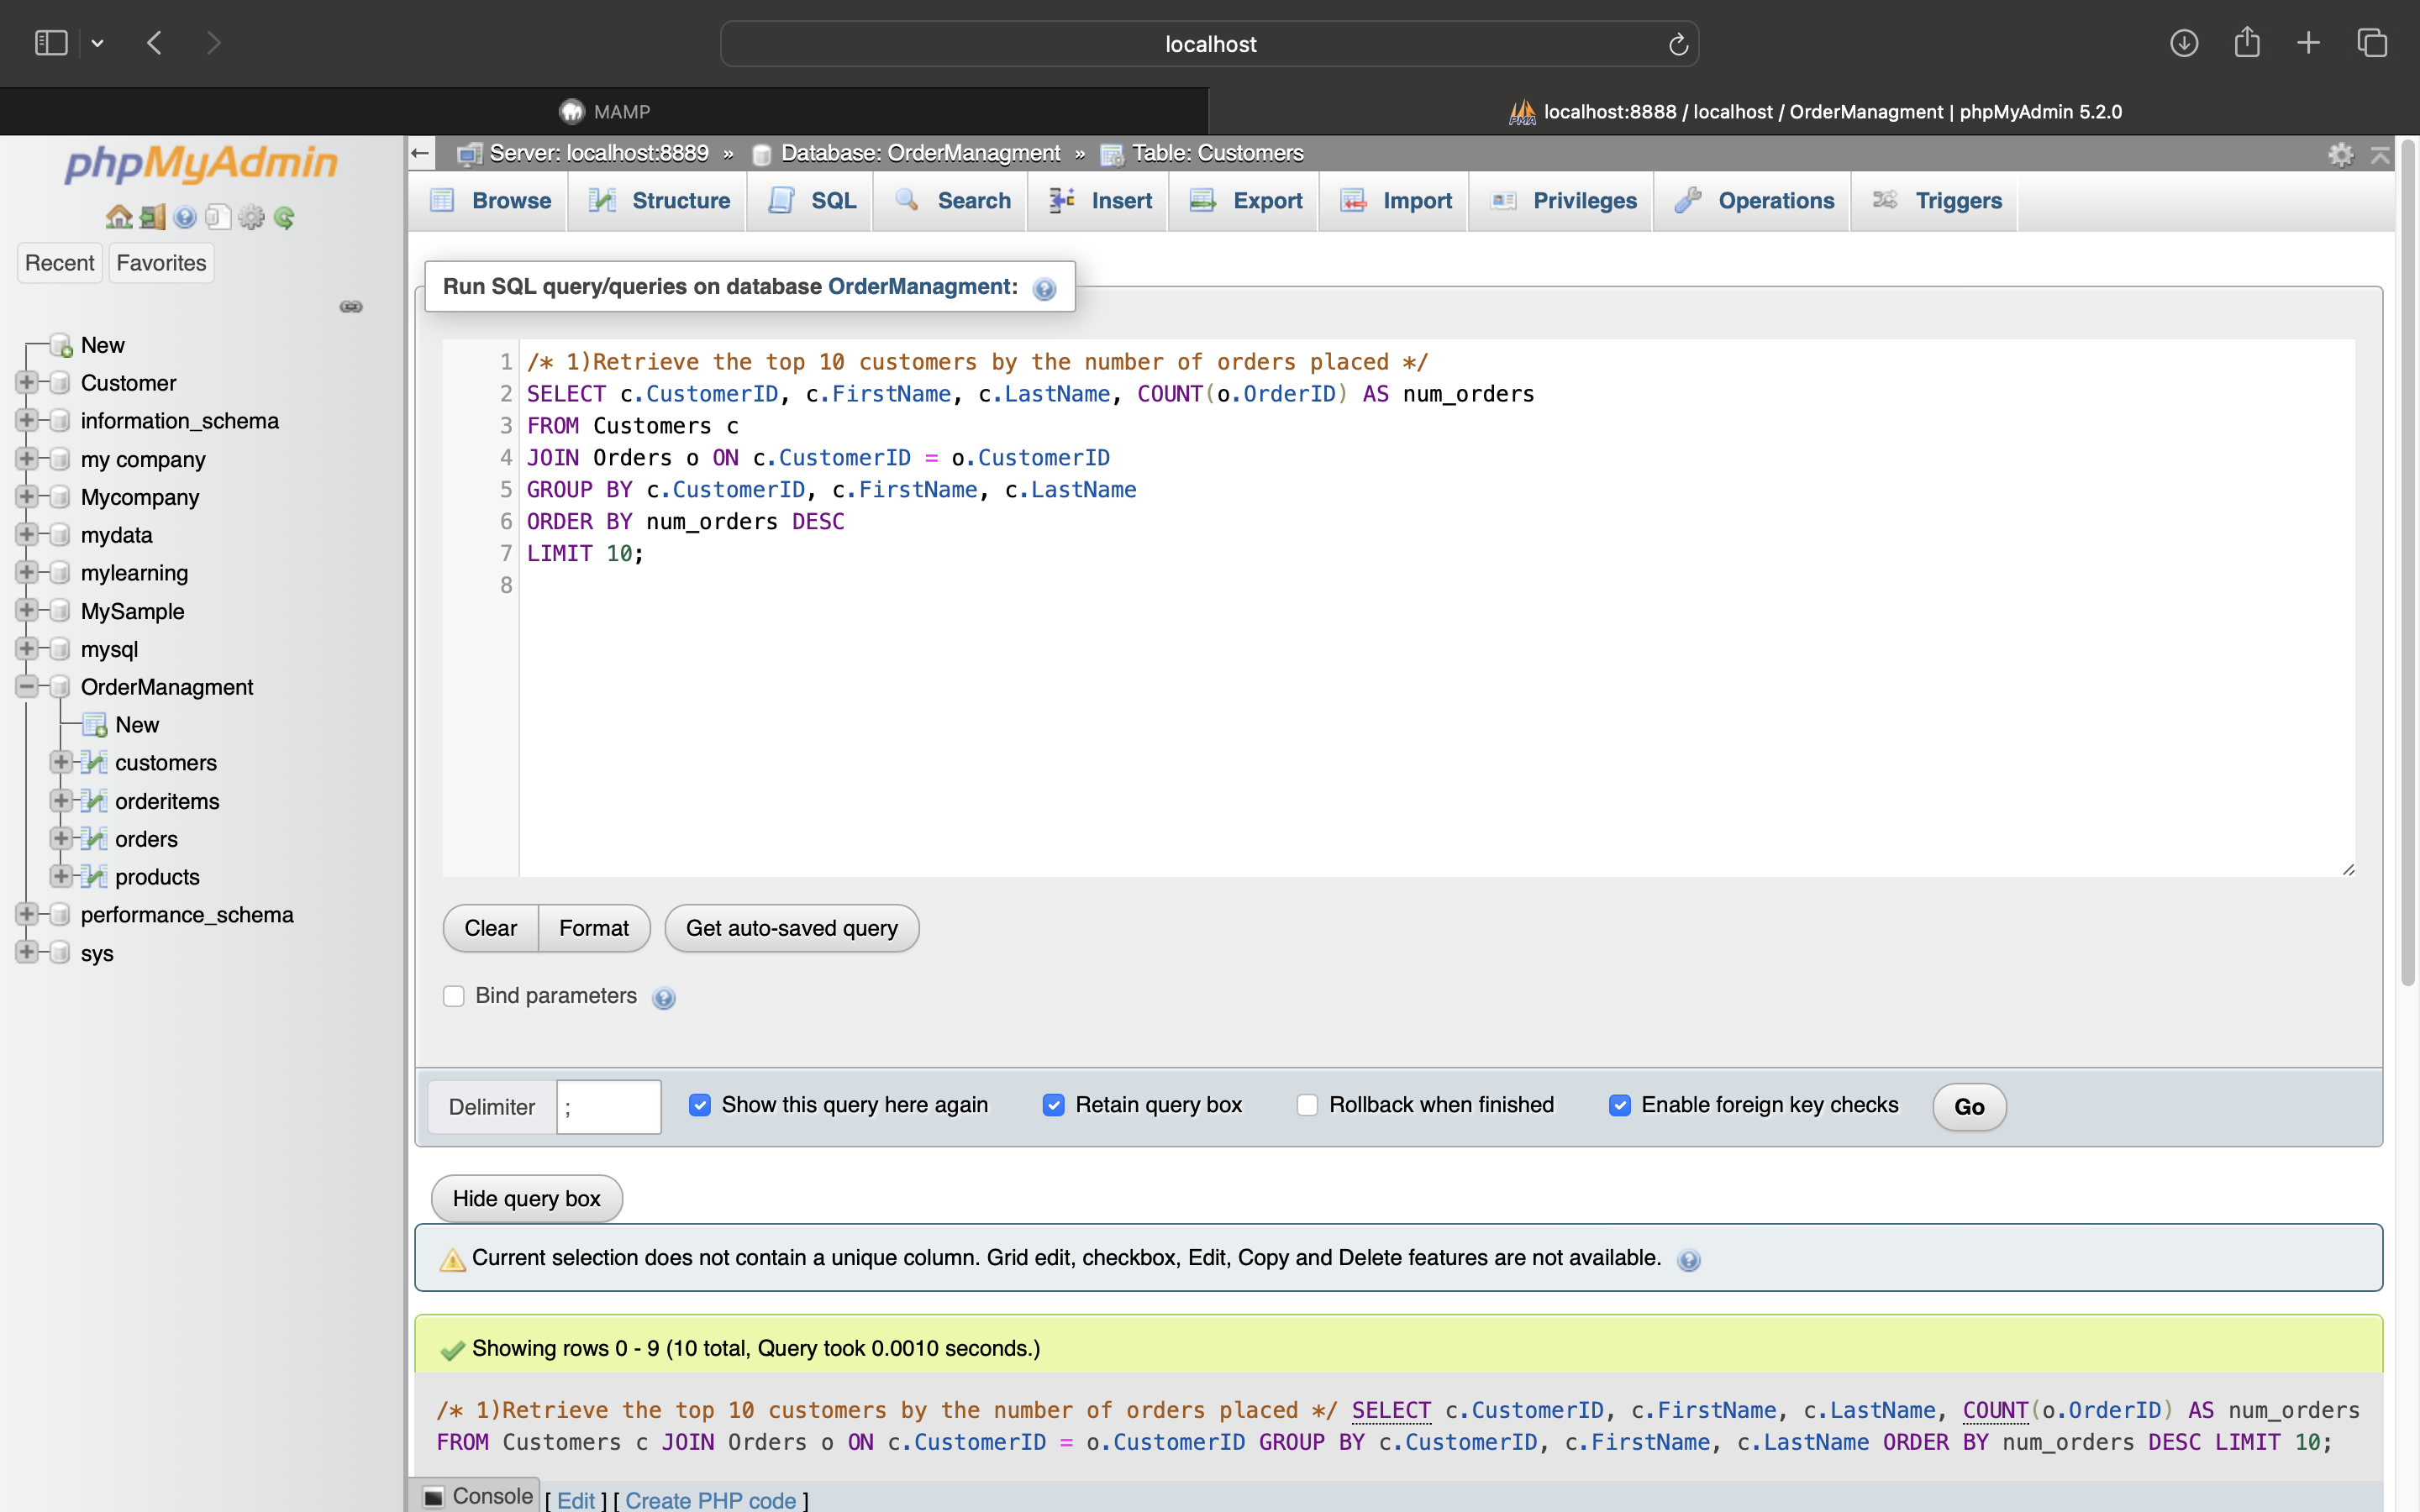 localhost
MAMP
localhost:8888 / localhost / OrderManagment | phpMyAdmin 5.2.0
phpMyAdmin
Recent
Favorites
New
Customer
information_schema
my company
Mycompany
mydata
mylearning
MySample
mysql
OrderManagment
New
customers
orderitems
orders
products
performance_schema
sys
Server: localhost:8889 » Database: OrderManagment » Table: Customers
Browse Structure SQL Search Insert Export Import Privileges Operations Triggers
Run SQL query/queries on database OrderManagment:
1 /* 1)Retrieve the top 10 customers by the number of orders placed */
2 SELECT c.CustomerID, c.FirstName, c.LastName, COUNT(o.OrderID) AS num_orders
3 FROM Customers c
4 JOIN Orders o ON c.CustomerID = o.CustomerID
5 GROUP BY c.CustomerID, c.FirstName, c.LastName
6 ORDER BY num_orders DESC
7 LIMIT 10;
8
Clear Format Get auto-saved query
Bind parameters
Delimiter ; Show this query here again Retain query box Rollback when finished Enable foreign key checks Go
Hide query box
Current selection does not contain a unique column. Grid edit, checkbox, Edit, Copy and Delete features are not available.
Showing rows 0 - 9 (10 total, Query took 0.0010 seconds.)
/* 1)Retrieve the top 10 customers by the number of orders placed */ SELECT c.CustomerID, c.FirstName, c.LastName, COUNT(o.OrderID) AS num_orders
FROM Customers c JOIN Orders o ON c.CustomerID = o.CustomerID GROUP BY c.CustomerID, c.FirstName, c.LastName ORDER BY num_orders DESC LIMIT 10;
Console [ Edit ] [ Create PHP code ]